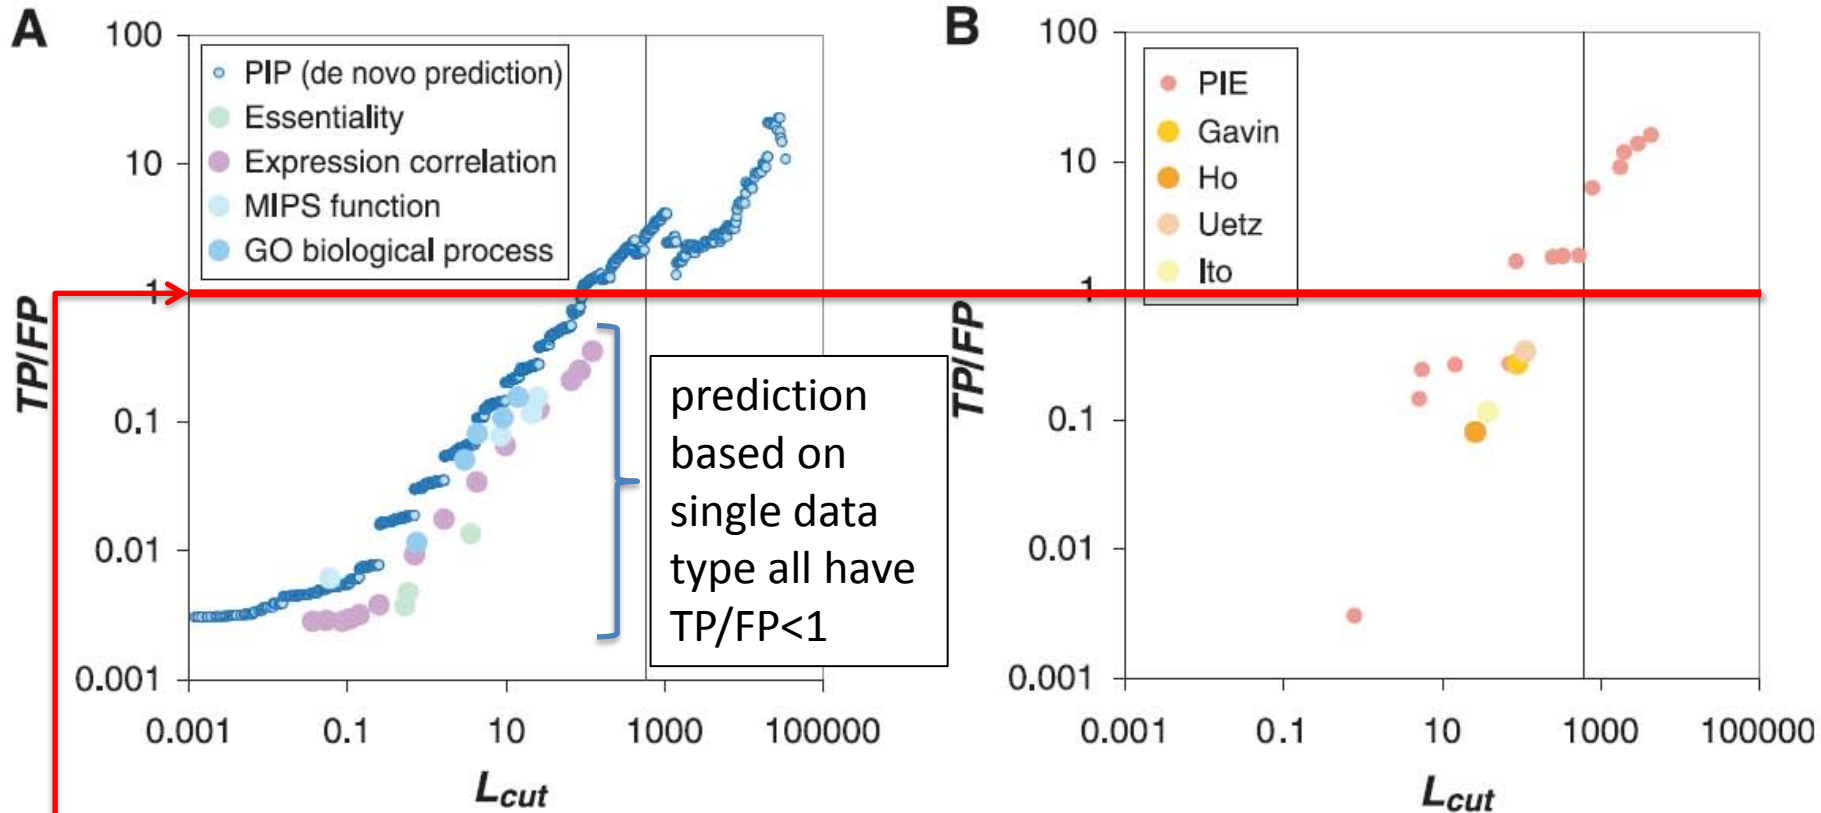 A
100
10
1
0.1
0.01
0.001
TP/FP
PIP (de novo prediction)
Essentiality
Expression correlation
MIPS function
GO biological process
0.001 0.1 10 1000 100000
Lcut
prediction
based on
single data
type all have
TP/FP<1
B
100
10
1
0.1
0.01
0.001
TP/FP
PIE
Gavin
Ho
Uetz
Ito
0.001 0.1 10 1000 100000
Lcut